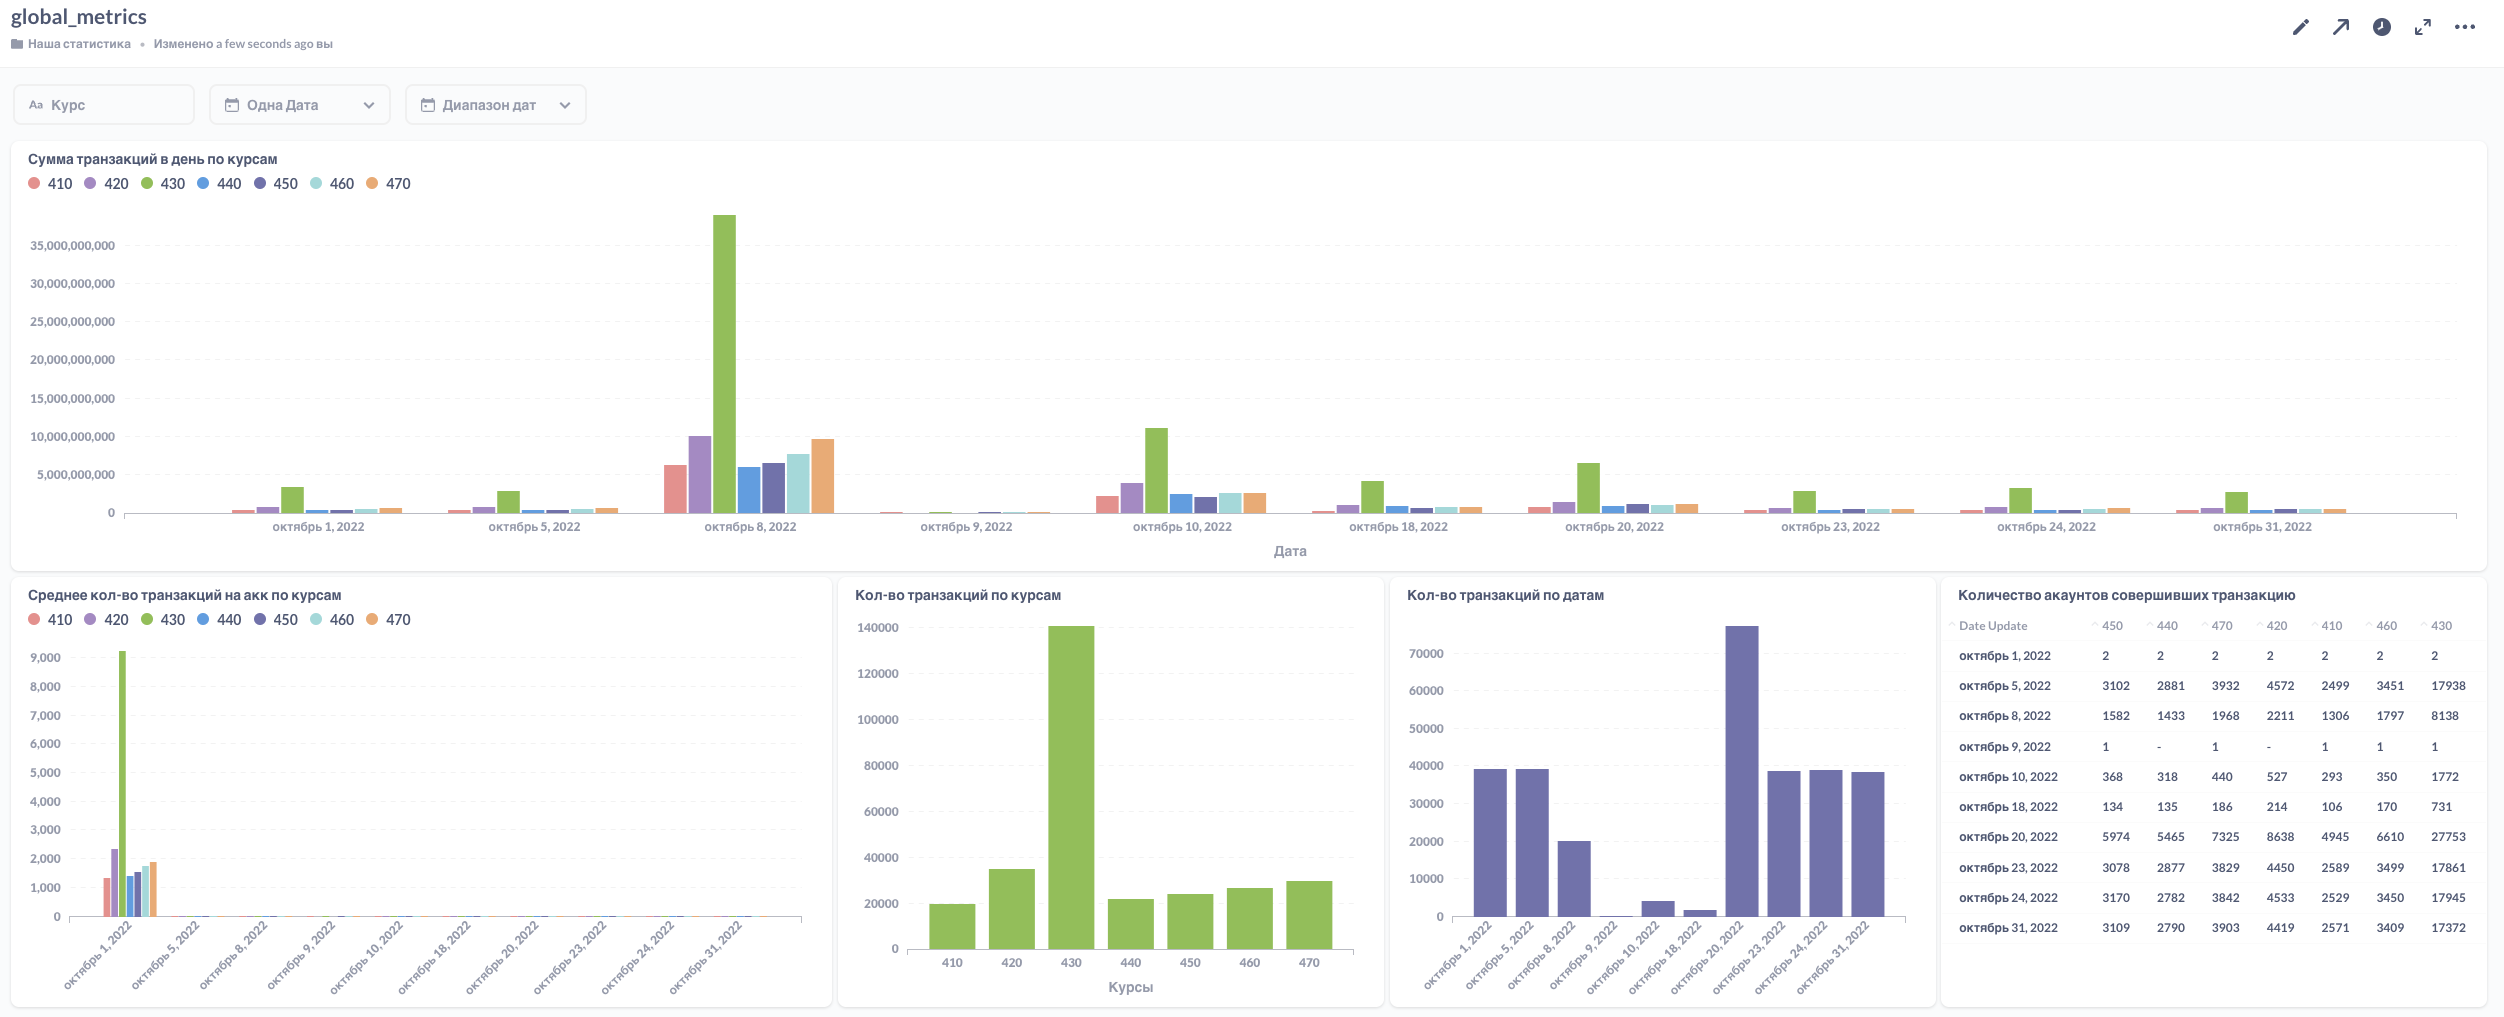 global_metrics
Наша статистика • Изменено a few seconds ago вы
Aa Курс
Одна Дата
Диапазон дат
Сумма транзакций в день по курсам
410 420 430 440 450 460 470
35,000,000,000
30,000,000,000
25,000,000,000
20,000,000,000
15,000,000,000
10,000,000,000
5,000,000,000
0
октябрь 1, 2022 октябрь 5, 2022 октябрь 8, 2022 октябрь 9, 2022 октябрь 10, 2022 октябрь 18, 2022 октябрь 20, 2022 октябрь 23, 2022 октябрь 24, 2022 октябрь 31, 2022
Дата
Среднее кол-во транзакций на акк по курсам
410 420 430 440 450 460 470
9,000
8,000
7,000
6,000
5,000
4,000
3,000
2,000
1,000
0
октябрь 1, 2022 октябрь 5, 2022 октябрь 8, 2022 октябрь 9, 2022 октябрь 10, 2022 октябрь 18, 2022 октябрь 20, 2022 октябрь 23, 2022 октябрь 24, 2022 октябрь 31, 2022
Кол-во транзакций по курсам
140000
120000
100000
80000
60000
40000
20000
0
410 420 430 440 450 460 470
Курсы
Кол-во транзакций по датам
70000
60000
50000
40000
30000
20000
10000
0
октябрь 1, 2022 октябрь 5, 2022 октябрь 8, 2022 октябрь 9, 2022 октябрь 10, 2022 октябрь 18, 2022 октябрь 20, 2022 октябрь 23, 2022 октябрь 24, 2022 октябрь 31, 2022
Количество акаунтов совершивших транзакцию
Date Update 450 440 470 420 410 460 430
октябрь 1, 2022 2 2 2 2 2 2 2
октябрь 5, 2022 3102 2881 3932 4572 2499 3451 17938
октябрь 8, 2022 1582 1433 1968 2211 1306 1797 8138
октябрь 9, 2022 1 - 1 - 1 1 1
октябрь 10, 2022 368 318 440 527 293 350 1772
октябрь 18, 2022 134 135 186 214 106 170 731
октябрь 20, 2022 5974 5465 7325 8638 4945 6610 27753
октябрь 23, 2022 3078 2877 3829 4450 2589 3499 17861
октябрь 24, 2022 3170 2782 3842 4533 2529 3450 17945
октябрь 31, 2022 3109 2790 3903 4419 2571 3409 17372